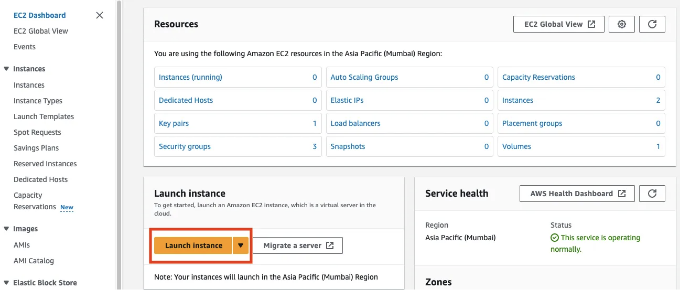 EC2 Dashboard
EC2 Global View
Events
Instances
Instances
Instance Types
Launch Templates
Spot Requests
Savings Plans
Reserved Instances
Dedicated Hosts
Capacity
Reservations New
Images
AMIs
AMI Catalog
Elastic Block Store
Resources
EC2 Global View
You are using the following Amazon EC2 resources in the Asia Pacific (Mumbai) Region:
Instances (running) 0
Auto Scaling Groups 0
Capacity Reservations 0
Dedicated Hosts 0
Elastic IPs 0
Instances 2
Key pairs 1
Load balancers 0
Placement groups 0
Security groups 3
Snapshots 0
Volumes 1
Launch instance
To get started, launch an Amazon EC2 instance, which is a virtual server in the
cloud.
Launch instance
Migrate a server
Note: Your instances will launch in the Asia Pacific (Mumbai) Region
Service health
AWS Health Dashboard
Region
Asia Pacific (Mumbai)
Status
This service is operating
normally.
Zones